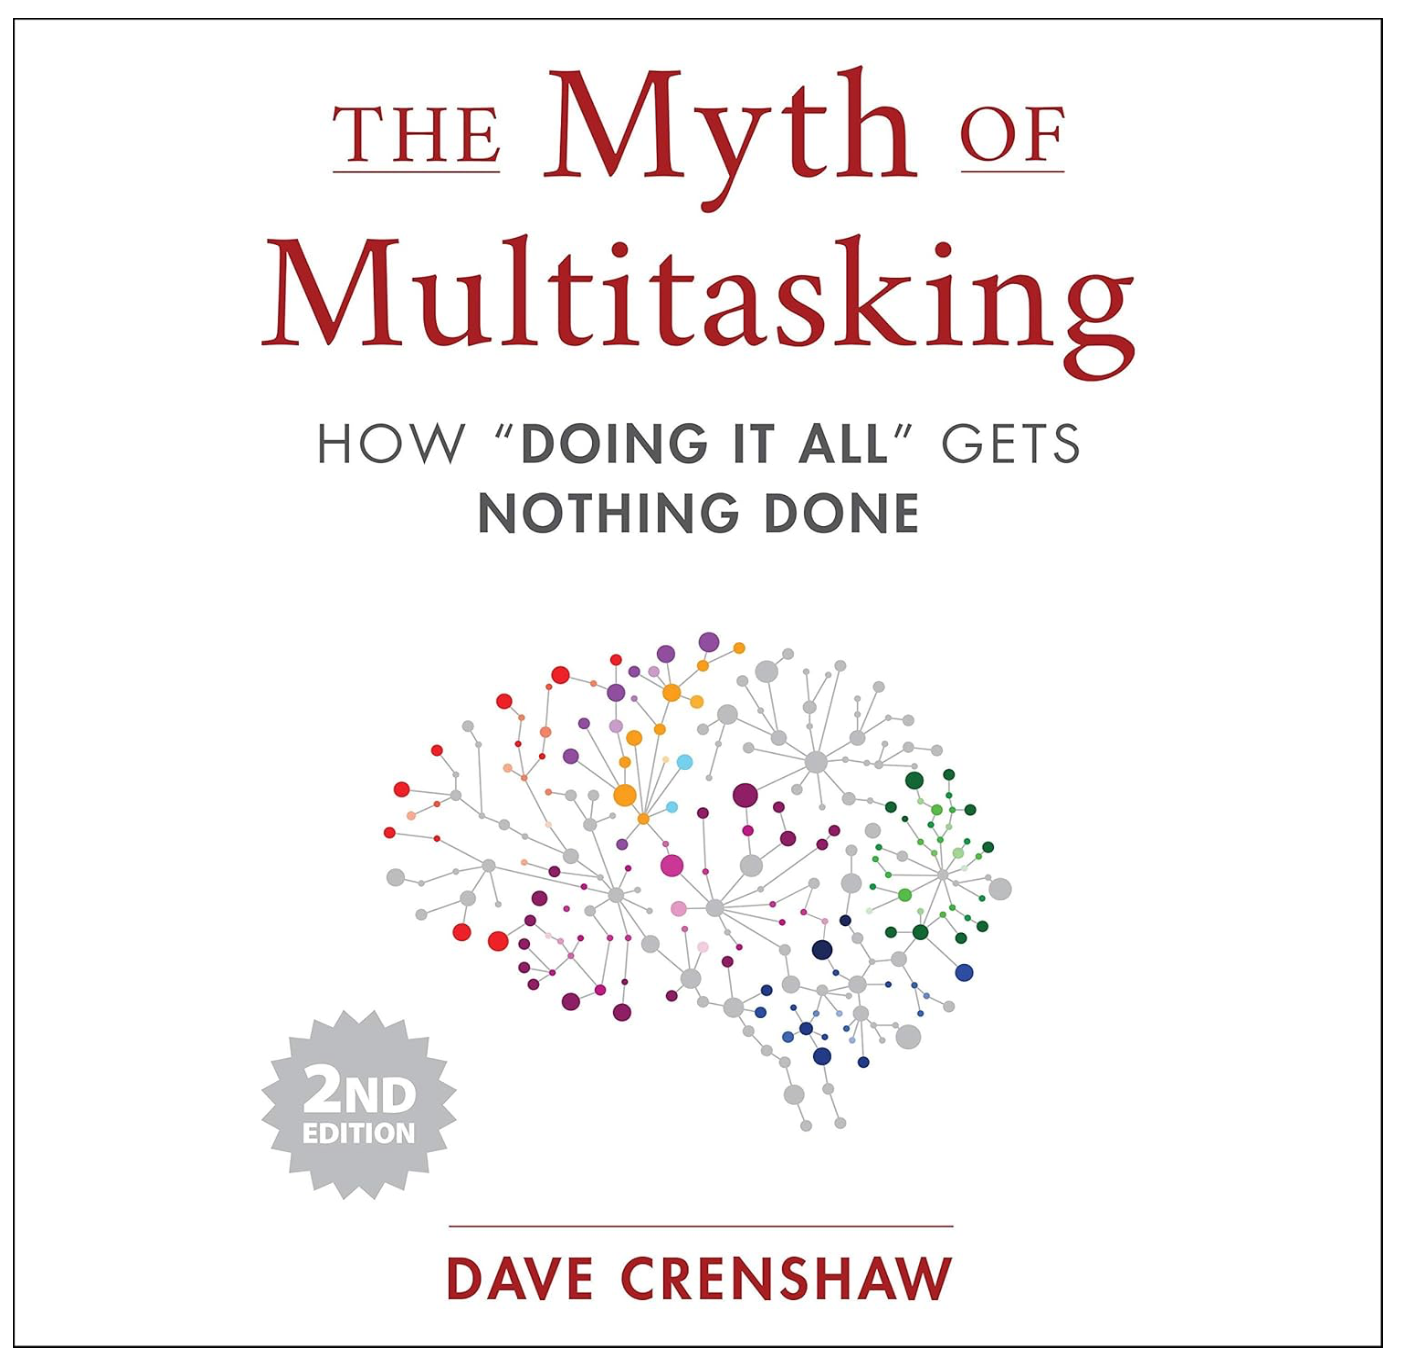 THE Myth OF
Multitasking
HOW “DOING IT ALL” GETS
NOTHING DONE
2ND
EDITION
DAVE CRENSHAW